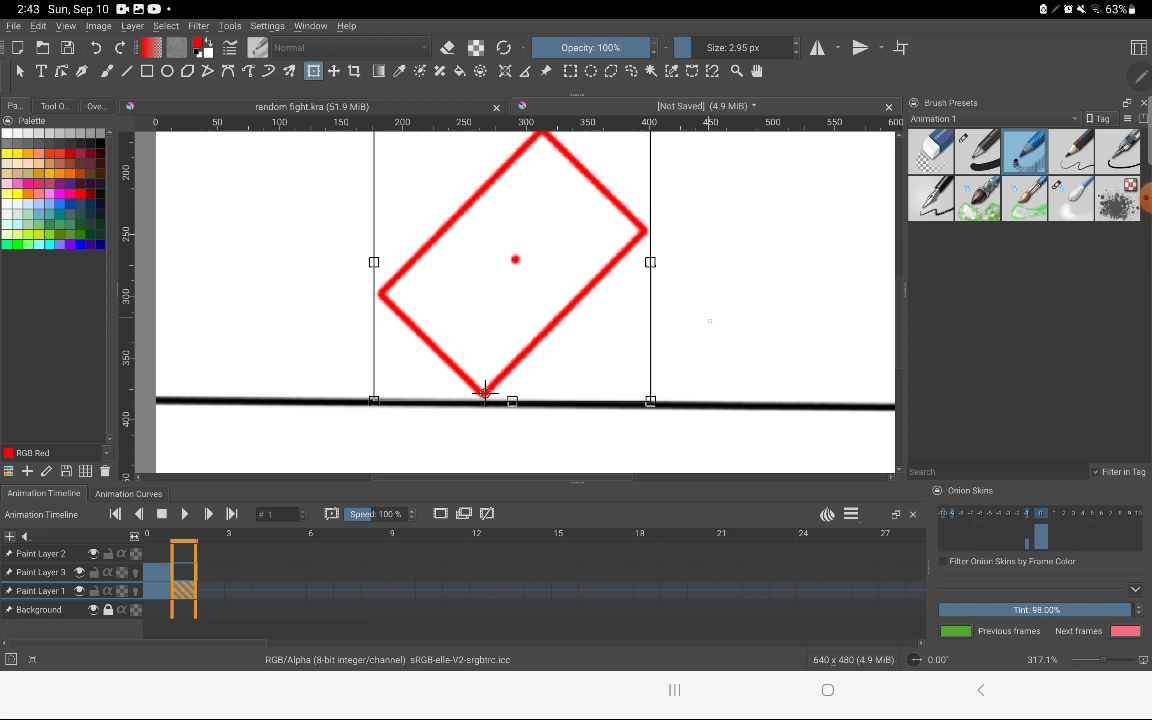 2:43 Sun, Sep 10 63%
File Edit View Image Layer Select Filter Tools Settings Window Help
Normal Opacity: 100% Size: 2.95 px
Pa... Tool O... Ove... random fight.kra (51.9 MiB) [Not Saved] (4.9 MiB) * Brush Presets
Palette 0 50 100 150 200 250 300 350 400 450 500 550 600 Animation 1 Tag
200
250
300
350
400
RGB Red Search Filter in Tag
Animation Timeline Animation Curves Onion Skins
Animation Timeline # 1 Speed: 100 %
0 3 6 9 12 15 18 21 24 27
Paint Layer 2
Filter Onion Skins by Frame Color
Paint Layer 3
Paint Layer 1
Background Tint: 98.00%
Previous frames Next frames
RGB/Alpha (8-bit integer/channel) sRGB-elle-V2-srgbtrc.icc 640 x 480 (4.9 MiB) 0.00° 317.1%